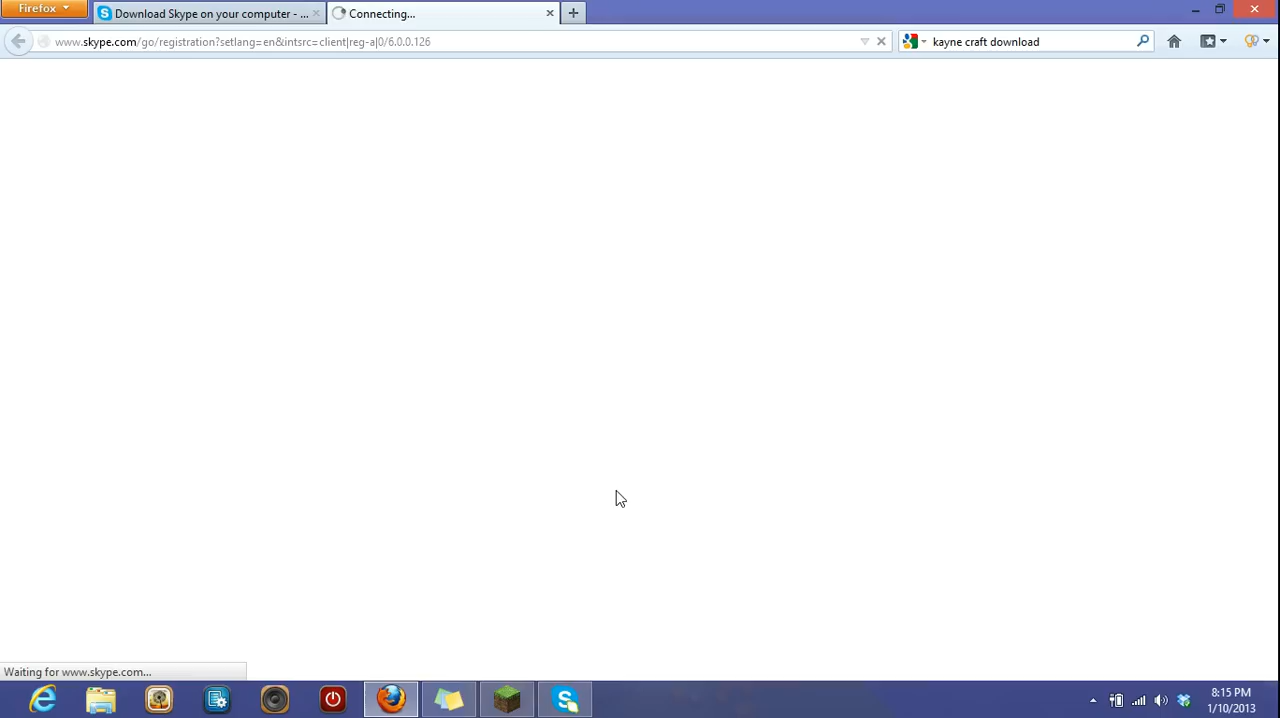 Firefox
Download Skype on your computer - ...
Connecting...
www.skype.com/go/registration?setlang=en&intsrc=client|reg-a|0/6.0.0.126
kayne craft download
Waiting for www.skype.com...
8:15 PM
1/10/2013